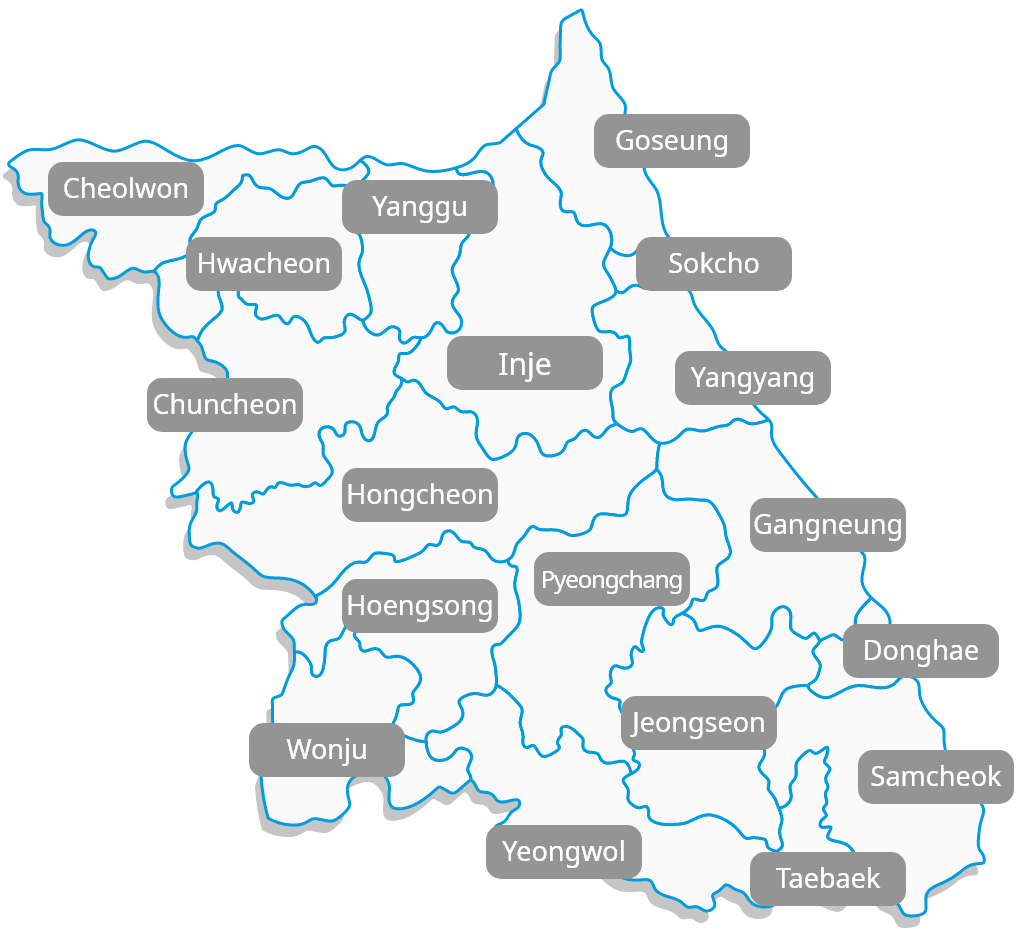 Goseung
Cheolwon
Yanggu
Hwacheon
Sokcho
Inje
Yangyang
Chuncheon
Hongcheon
Gangneung
Pyeongchang
Hoengsong
Donghae
Jeongseon
Wonju
Samcheok
Yeongwol
Taebaek